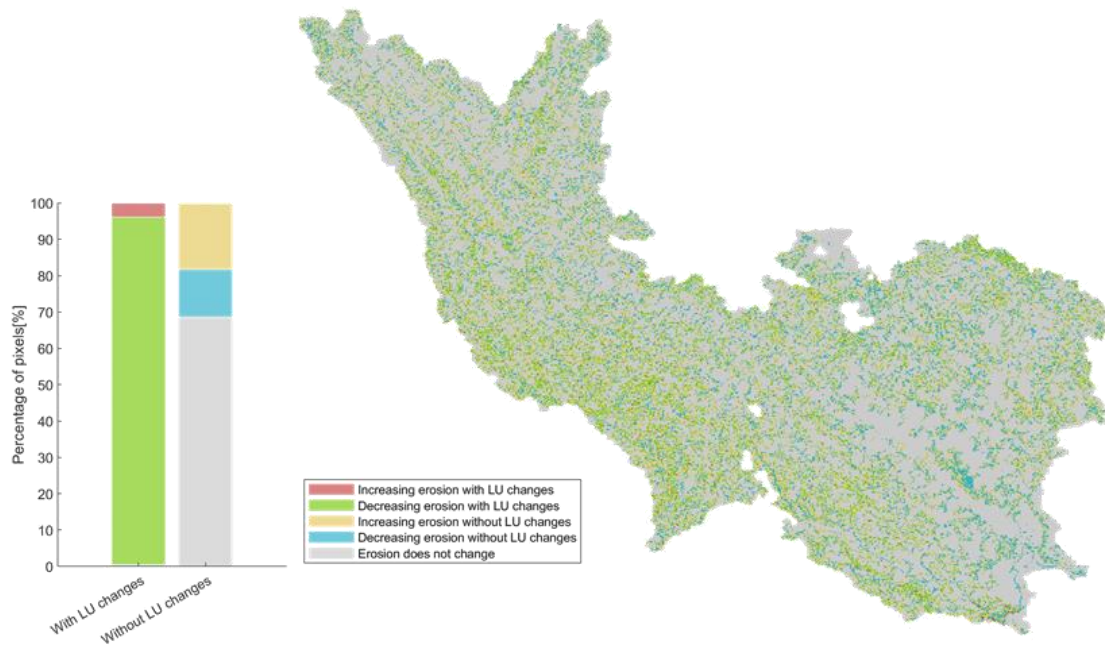 100
90
80
70
60
50
40
30
20
10
0
Percentage of pixels[%]
With LU changes
Without LU changes
Increasing erosion with LU changes
Decreasing erosion with LU changes
Increasing erosion without LU changes
Decreasing erosion without LU changes
Erosion does not change